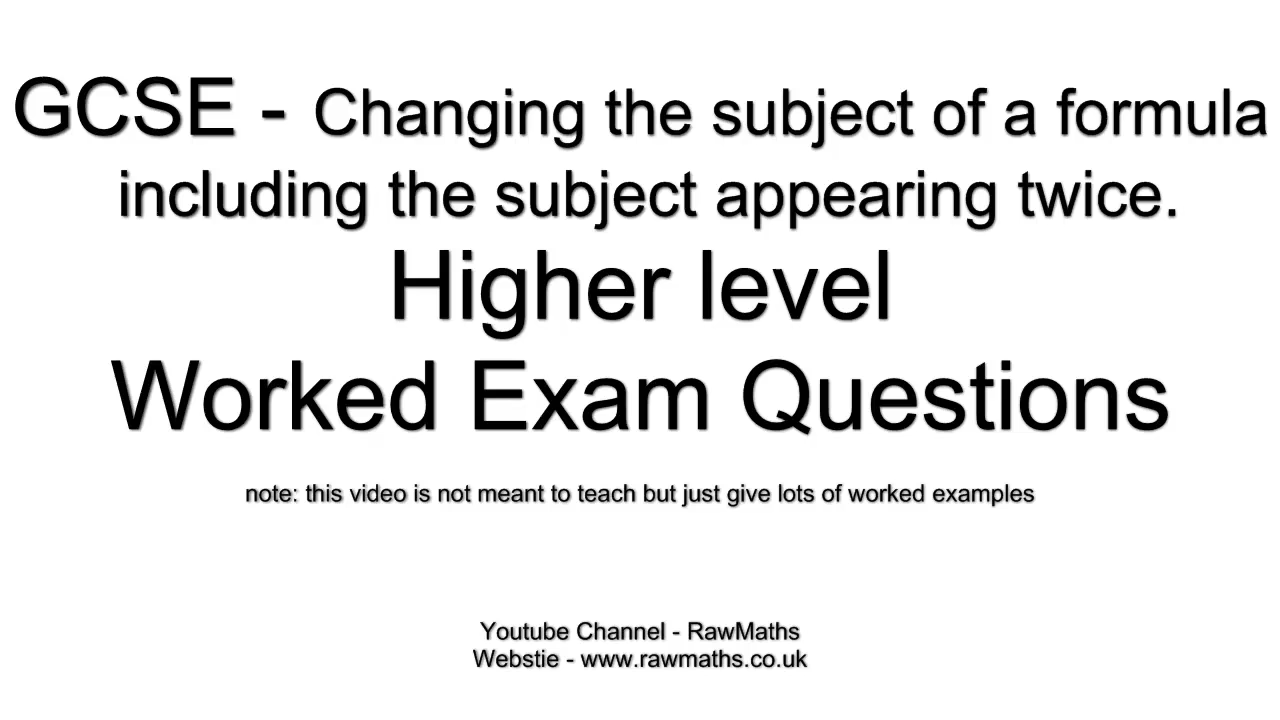 GCSE - Changing the subject of a formula
including the subject appearing twice.
Higher level
Worked Exam Questions
note: this video is not meant to teach but just give lots of worked examples
Youtube Channel - RawMaths
Webstie - www.rawmaths.co.uk